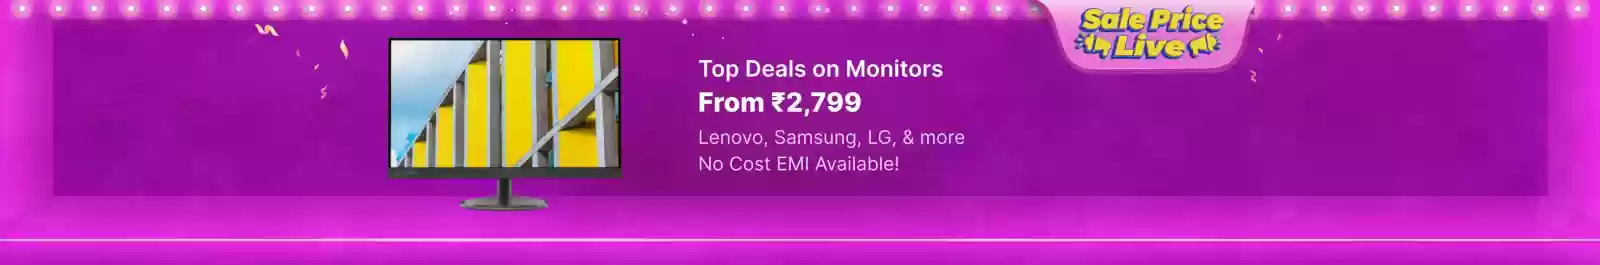 Sale Price
Live
Top Deals on Monitors
From ₹2,799
Lenovo, Samsung, LG, & more
No Cost EMI Available!